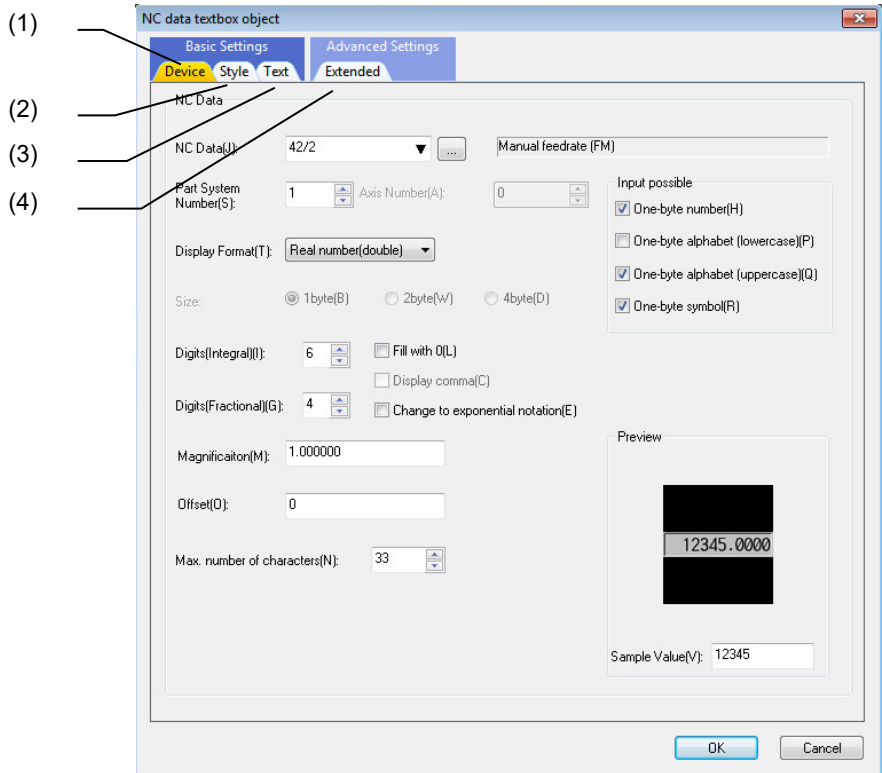 NC data textbox object
(1)
Basic Settings Advanced Settings
Device Style Text Extended
(2)
NC Data
(3)
NC Data(J): 42/2 ... Manual feedrate (FM)
(4)
Part System Number(S): 1 Axis Number(A): 0
Input possible
One-byte number(H)
One-byte alphabet (lowercase)(P)
One-byte alphabet (uppercase)(Q)
One-byte symbol(R)
Display Format(T): Real number(double)
Size: 1byte(B) 2byte(W) 4byte(D)
Digits(Integral)(I): 6 Fill with 0(L)
Display comma(C)
Digits(Fractional)(G): 4 Change to exponential notation(E)
Magnificaiton(M): 1.000000
Offset(O): 0
Max. number of characters(N): 33
Preview
12345.0000
Sample Value(V): 12345
OK Cancel